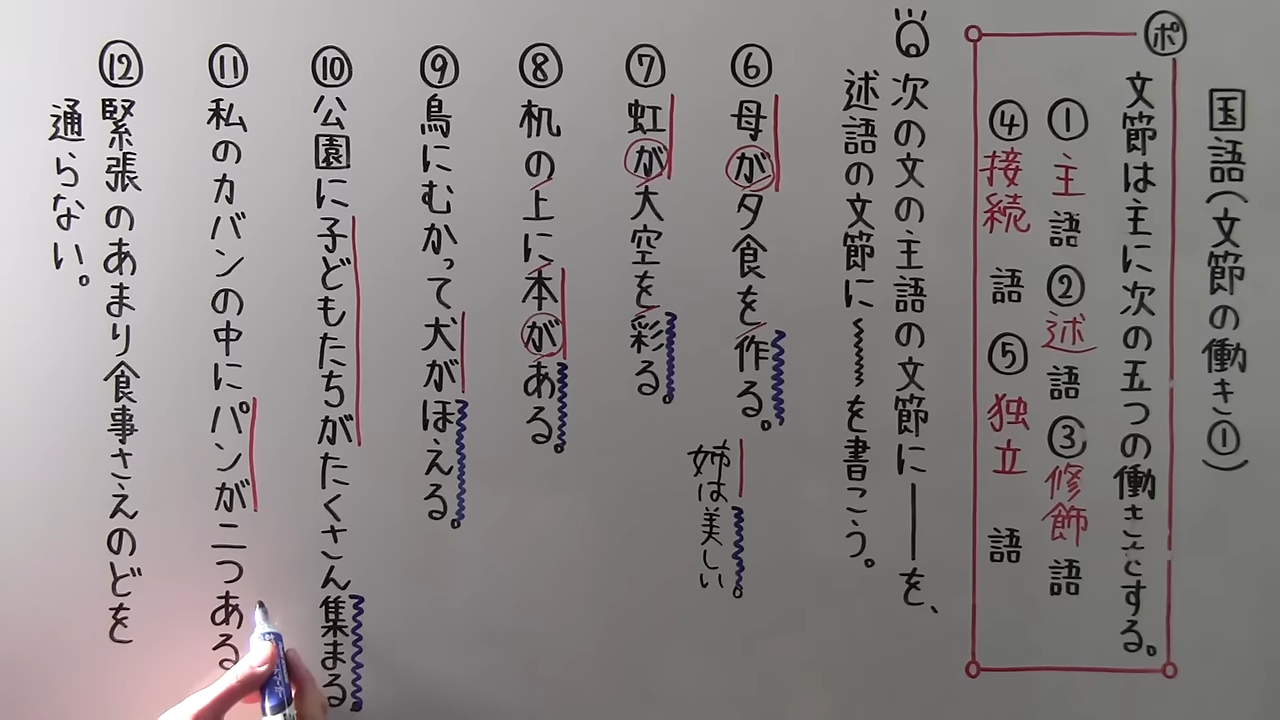 国語(文節の働き①)
ポ
文節は主に次の五つの働きをする。
①主語 ②述語 ③修飾語
④接続語 ⑤独立語
次の文の主語の文節に──を、
述語の文節に〰〰を書こう。
⑥母が夕食を作る。
姉は美しい。
⑦虹が大空を彩る。
⑧机の上に本がある。
⑨鳥にむかって犬がほえる。
⑩公園に子どもたちがたくさん集まる
⑪私のカバンの中にパンが二つある
⑫緊張のあまり食事さえのどを
通らない。